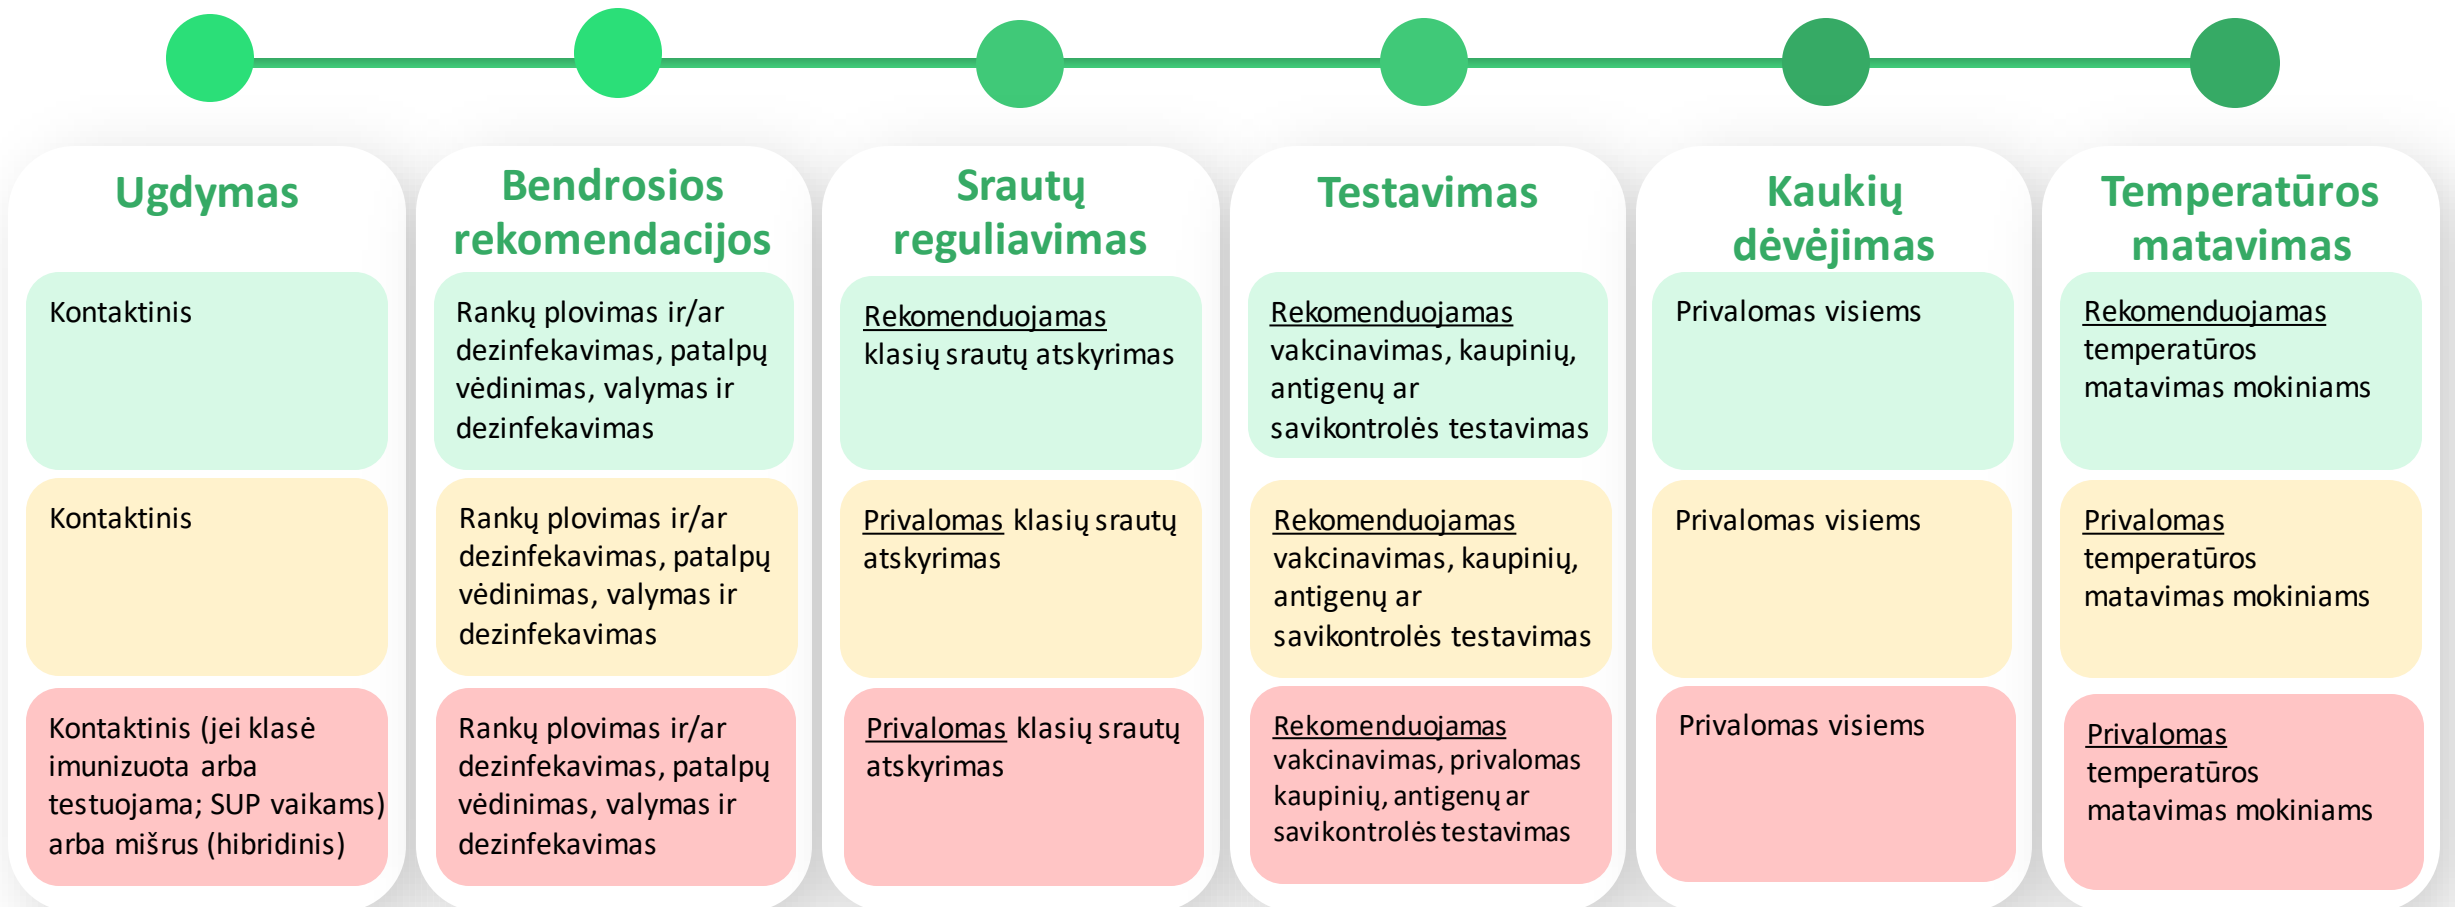 Ugdymas
Kontaktinis
Kontaktinis
Kontaktinis (jei klasė
imunizuota arba
testuojama; SUP vaikams)
arba mišrus (hibridinis)
Bendrosios
rekomendacijos
Rankų plovimas ir/ar
dezinfekavimas, patalpų
vėdinimas, valymas ir
dezinfekavimas
Rankų plovimas ir/ar
dezinfekavimas, patalpų
vėdinimas, valymas ir
dezinfekavimas
Rankų plovimas ir/ar
dezinfekavimas, patalpų
vėdinimas, valymas ir
dezinfekavimas
Srautų
reguliavimas
Rekomenduojamas
klasių srautų atskyrimas
Privalomas klasių srautų
atskyrimas
Privalomas klasių srautų
atskyrimas
Testavimas
Rekomenduojamas
vakcinavimas, kaupinių,
antigenų ar
savikontrolės testavimas
Rekomenduojamas
vakcinavimas, kaupinių,
antigenų ar
savikontrolės testavimas
Rekomenduojamas
vakcinavimas, privalomas
kaupinių, antigenų ar
savikontrolės testavimas
Kaukių
dėvėjimas
Privalomas visiems
Privalomas visiems
Privalomas visiems
Temperatūros
matavimas
Rekomenduojamas
temperatūros
matavimas mokiniams
Privalomas
temperatūros
matavimas mokiniams
Privalomas
temperatūros
matavimas mokiniams